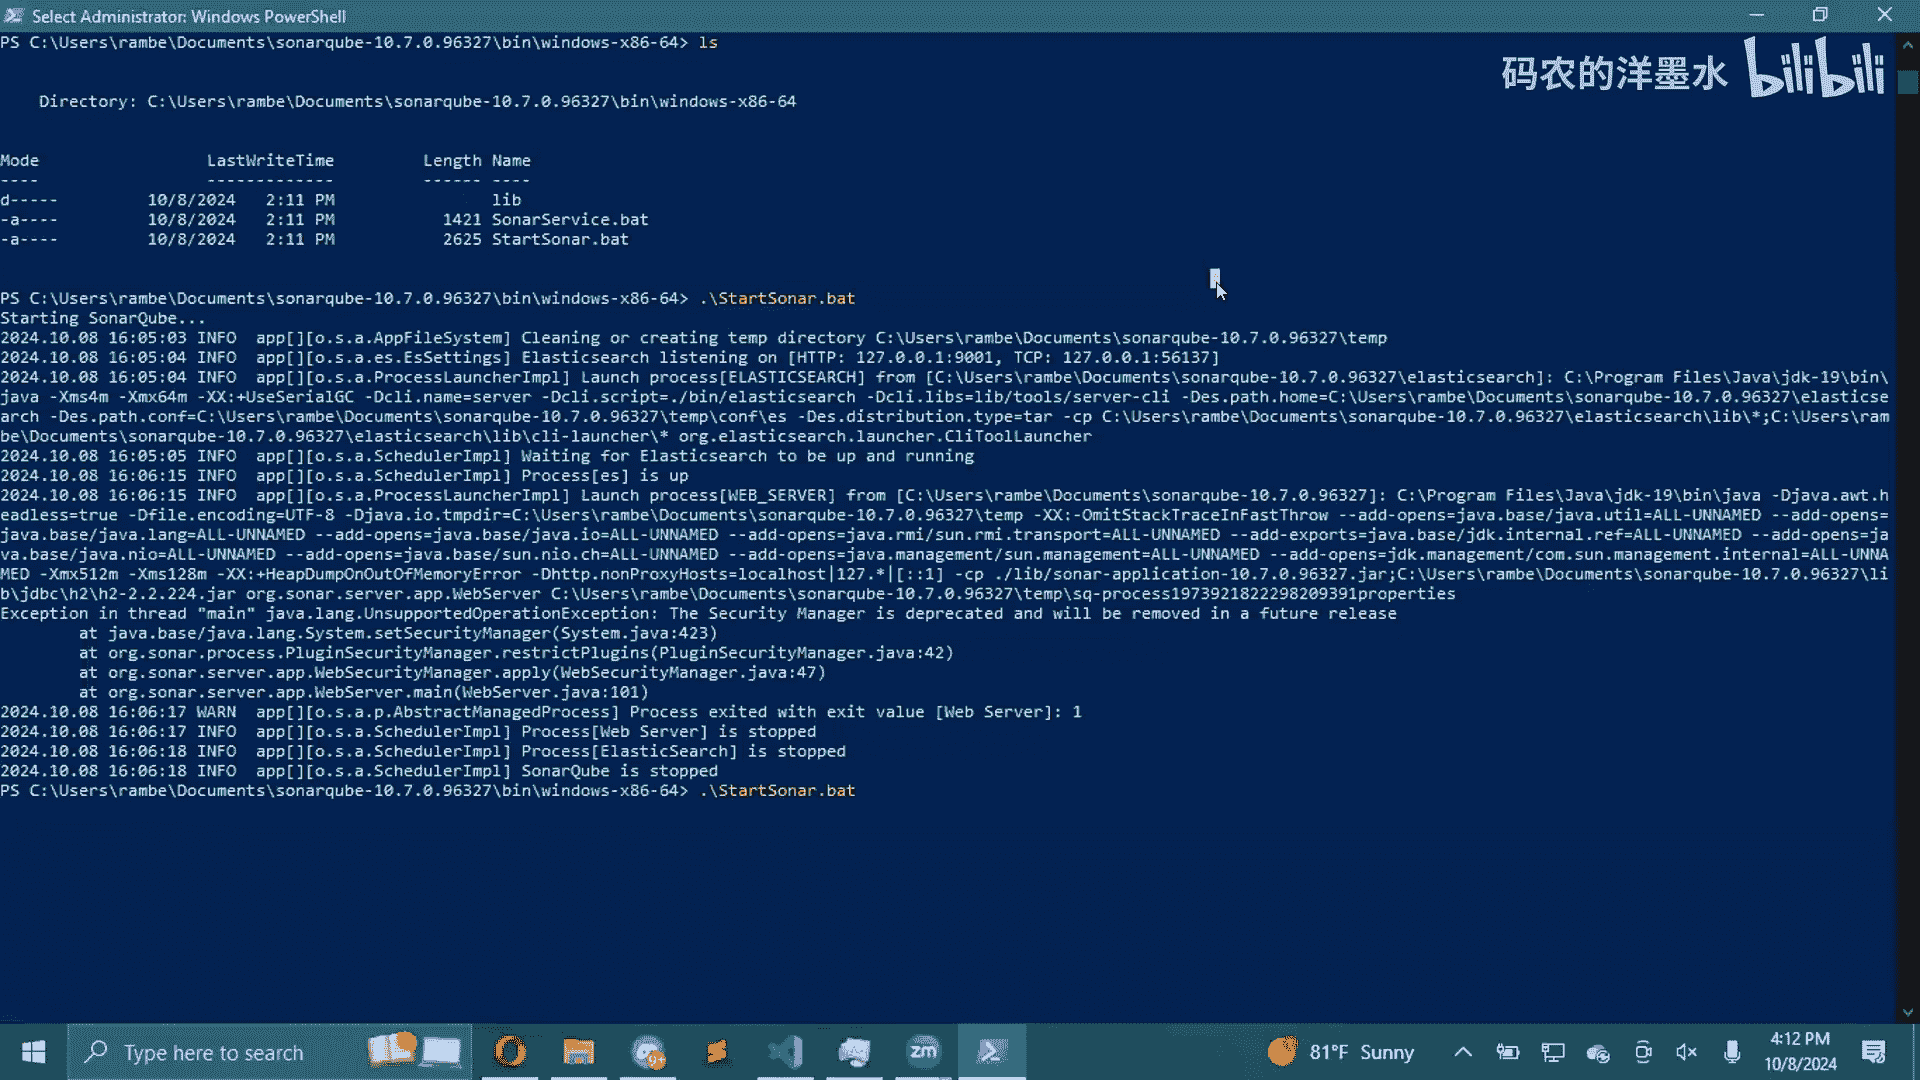 Select Administrator: Windows PowerShell
PS C:\Users\rambe\Documents\sonarqube-10.7.0.96327\bin\windows-x86-64> ls
码农的洋墨水 bilibili
Directory: C:\Users\rambe\Documents\sonarqube-10.7.0.96327\bin\windows-x86-64
Mode LastWriteTime Length Name
---- ------------- ------ ----
d----- 10/8/2024 2:11 PM lib
-a---- 10/8/2024 2:11 PM 1421 SonarService.bat
-a---- 10/8/2024 2:11 PM 2625 StartSonar.bat
PS C:\Users\rambe\Documents\sonarqube-10.7.0.96327\bin\windows-x86-64> .\StartSonar.bat
Starting SonarQube...
2024.10.08 16:05:03 INFO app[][o.s.a.AppFileSystem] Cleaning or creating temp directory C:\Users\rambe\Documents\sonarqube-10.7.0.96327\temp
2024.10.08 16:05:04 INFO app[][o.s.a.es.EsSettings] Elasticsearch listening on [HTTP: 127.0.0.1:9001, TCP: 127.0.0.1:56137]
2024.10.08 16:05:04 INFO app[][o.s.a.ProcessLauncherImpl] Launch process[ELASTICSEARCH] from [C:\Users\rambe\Documents\sonarqube-10.7.0.96327\elasticsearch]: C:\Program Files\Java\jdk-19\bin\
java -Xms4m -Xmx64m -XX:+UseSerialGC -Dcli.name=server -Dcli.script=./bin/elasticsearch -Dcli.libs=lib/tools/server-cli -Des.path.home=C:\Users\rambe\Documents\sonarqube-10.7.0.96327\elasticse
arch -Des.path.conf=C:\Users\rambe\Documents\sonarqube-10.7.0.96327\temp\conf\es -Des.distribution.type=tar -cp C:\Users\rambe\Documents\sonarqube-10.7.0.96327\elasticsearch\lib\*;C:\Users\ram
be\Documents\sonarqube-10.7.0.96327\elasticsearch\lib\cli-launcher\* org.elasticsearch.launcher.CliToolLauncher
2024.10.08 16:05:05 INFO app[][o.s.a.SchedulerImpl] Waiting for Elasticsearch to be up and running
2024.10.08 16:06:15 INFO app[][o.s.a.SchedulerImpl] Process[es] is up
2024.10.08 16:06:15 INFO app[][o.s.a.ProcessLauncherImpl] Launch process[WEB_SERVER] from [C:\Users\rambe\Documents\sonarqube-10.7.0.96327]: C:\Program Files\Java\jdk-19\bin\java -Djava.awt.h
eadless=true -Dfile.encoding=UTF-8 -Djava.io.tmpdir=C:\Users\rambe\Documents\sonarqube-10.7.0.96327\temp -XX:-OmitStackTraceInFastThrow --add-opens=java.base/java.util=ALL-UNNAMED --add-opens=
java.base/java.lang=ALL-UNNAMED --add-opens=java.base/java.io=ALL-UNNAMED --add-opens=java.rmi/sun.rmi.transport=ALL-UNNAMED --add-exports=java.base/jdk.internal.ref=ALL-UNNAMED --add-opens=ja
va.base/java.nio=ALL-UNNAMED --add-opens=java.base/sun.nio.ch=ALL-UNNAMED --add-opens=java.management/sun.management=ALL-UNNAMED --add-opens=jdk.management/com.sun.management.internal=ALL-UNNA
MED -Xmx512m -Xms128m -XX:+HeapDumpOnOutOfMemoryError -Dhttp.nonProxyHosts=localhost|127.*|[::1] -cp ./lib/sonar-application-10.7.0.96327.jar;C:\Users\rambe\Documents\sonarqube-10.7.0.96327\li
b\jdbc\h2\h2-2.2.224.jar org.sonar.server.app.WebServer C:\Users\rambe\Documents\sonarqube-10.7.0.96327\temp\sq-process1973921822298209391properties
Exception in thread "main" java.lang.UnsupportedOperationException: The Security Manager is deprecated and will be removed in a future release
at java.base/java.lang.System.setSecurityManager(System.java:423)
at org.sonar.process.PluginSecurityManager.restrictPlugins(PluginSecurityManager.java:42)
at org.sonar.server.app.WebSecurityManager.apply(WebSecurityManager.java:47)
at org.sonar.server.app.WebServer.main(WebServer.java:101)
2024.10.08 16:06:17 WARN app[][o.s.a.p.AbstractManagedProcess] Process exited with exit value [Web Server]: 1
2024.10.08 16:06:17 INFO app[][o.s.a.SchedulerImpl] Process[Web Server] is stopped
2024.10.08 16:06:18 INFO app[][o.s.a.SchedulerImpl] Process[ElasticSearch] is stopped
2024.10.08 16:06:18 INFO app[][o.s.a.SchedulerImpl] SonarQube is stopped
PS C:\Users\rambe\Documents\sonarqube-10.7.0.96327\bin\windows-x86-64> .\StartSonar.bat
Type here to search
zm
81°F Sunny
4:12 PM
10/8/2024